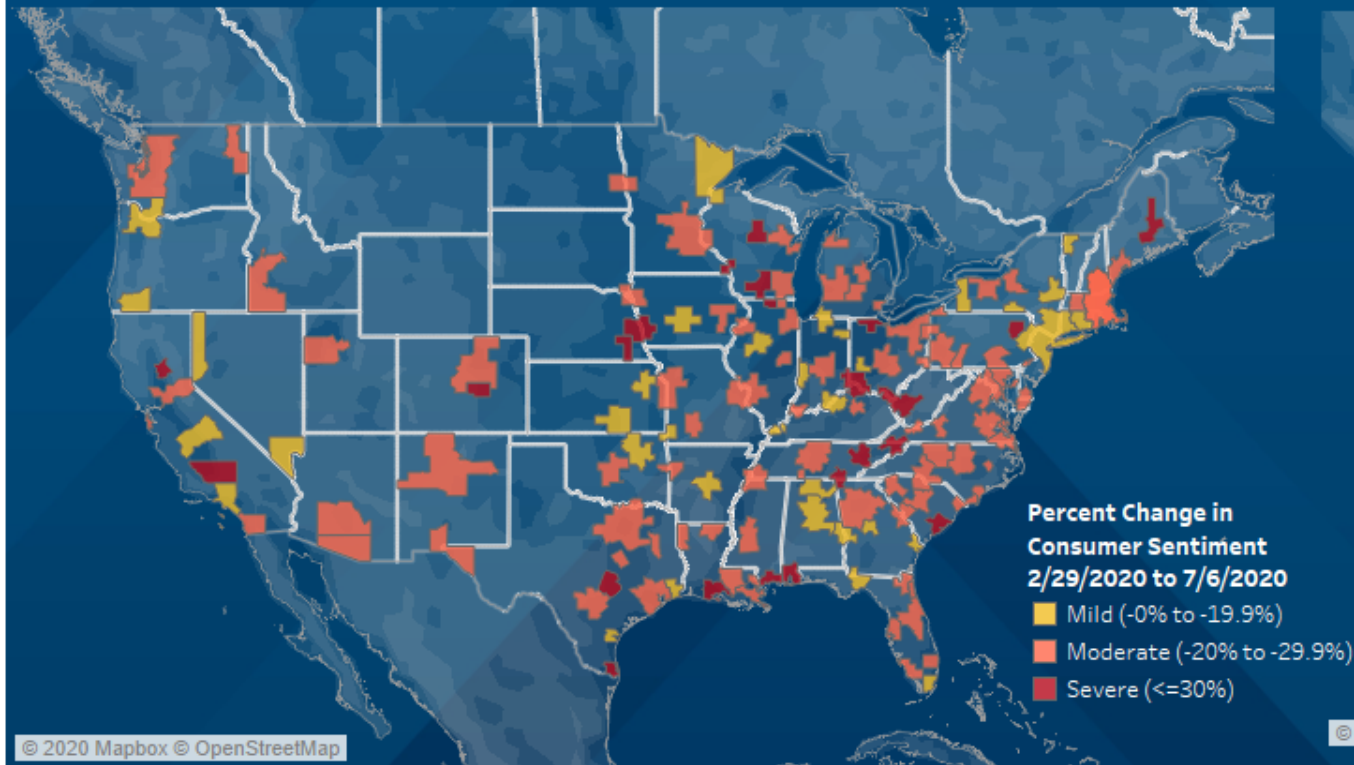 Percent Change in
Consumer Sentiment
2/29/2020 to 7/6/2020
Mild (-0% to -19.9%)
Moderate (-20% to -29.9%)
Severe (<=30%)
© 2020 Mapbox © OpenStreetMap
©